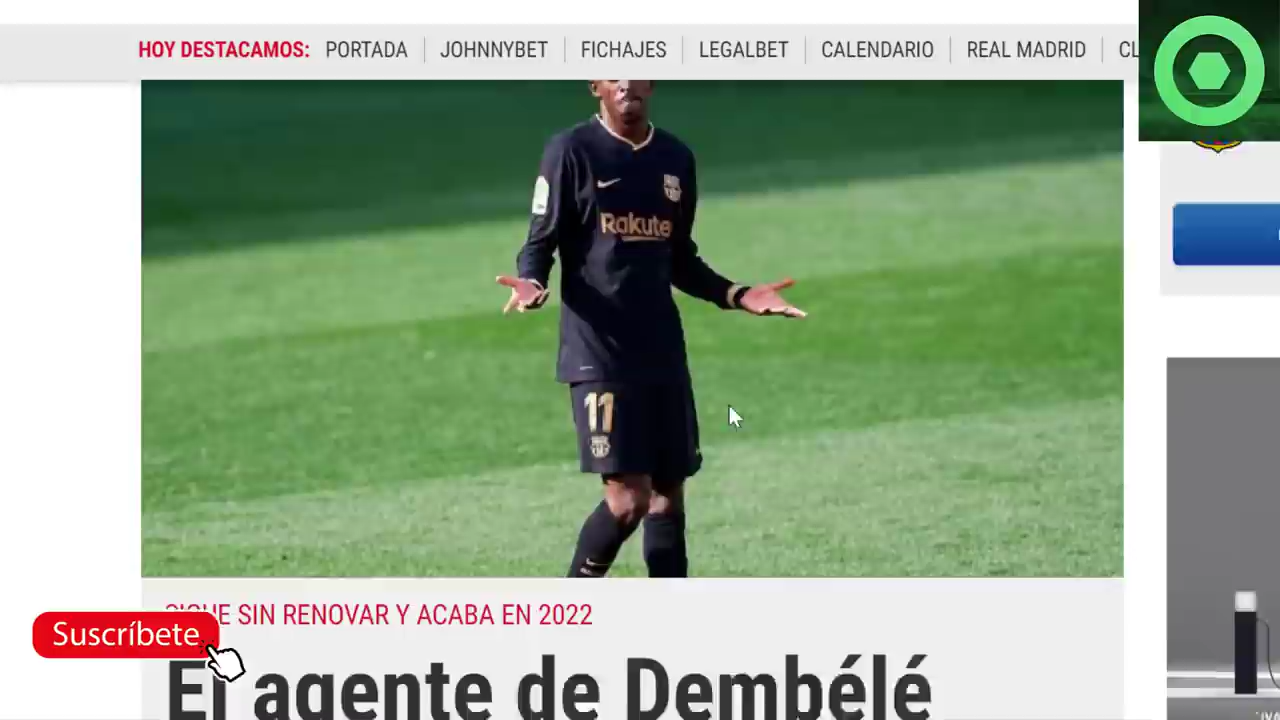 HOY DESTACAMOS: PORTADA JOHNNYBET FICHAJES LEGALBET CALENDARIO REAL MADRID
Rakuten
11
SIGUE SIN RENOVAR Y ACABA EN 2022
Suscríbete
El agente de Dembélé